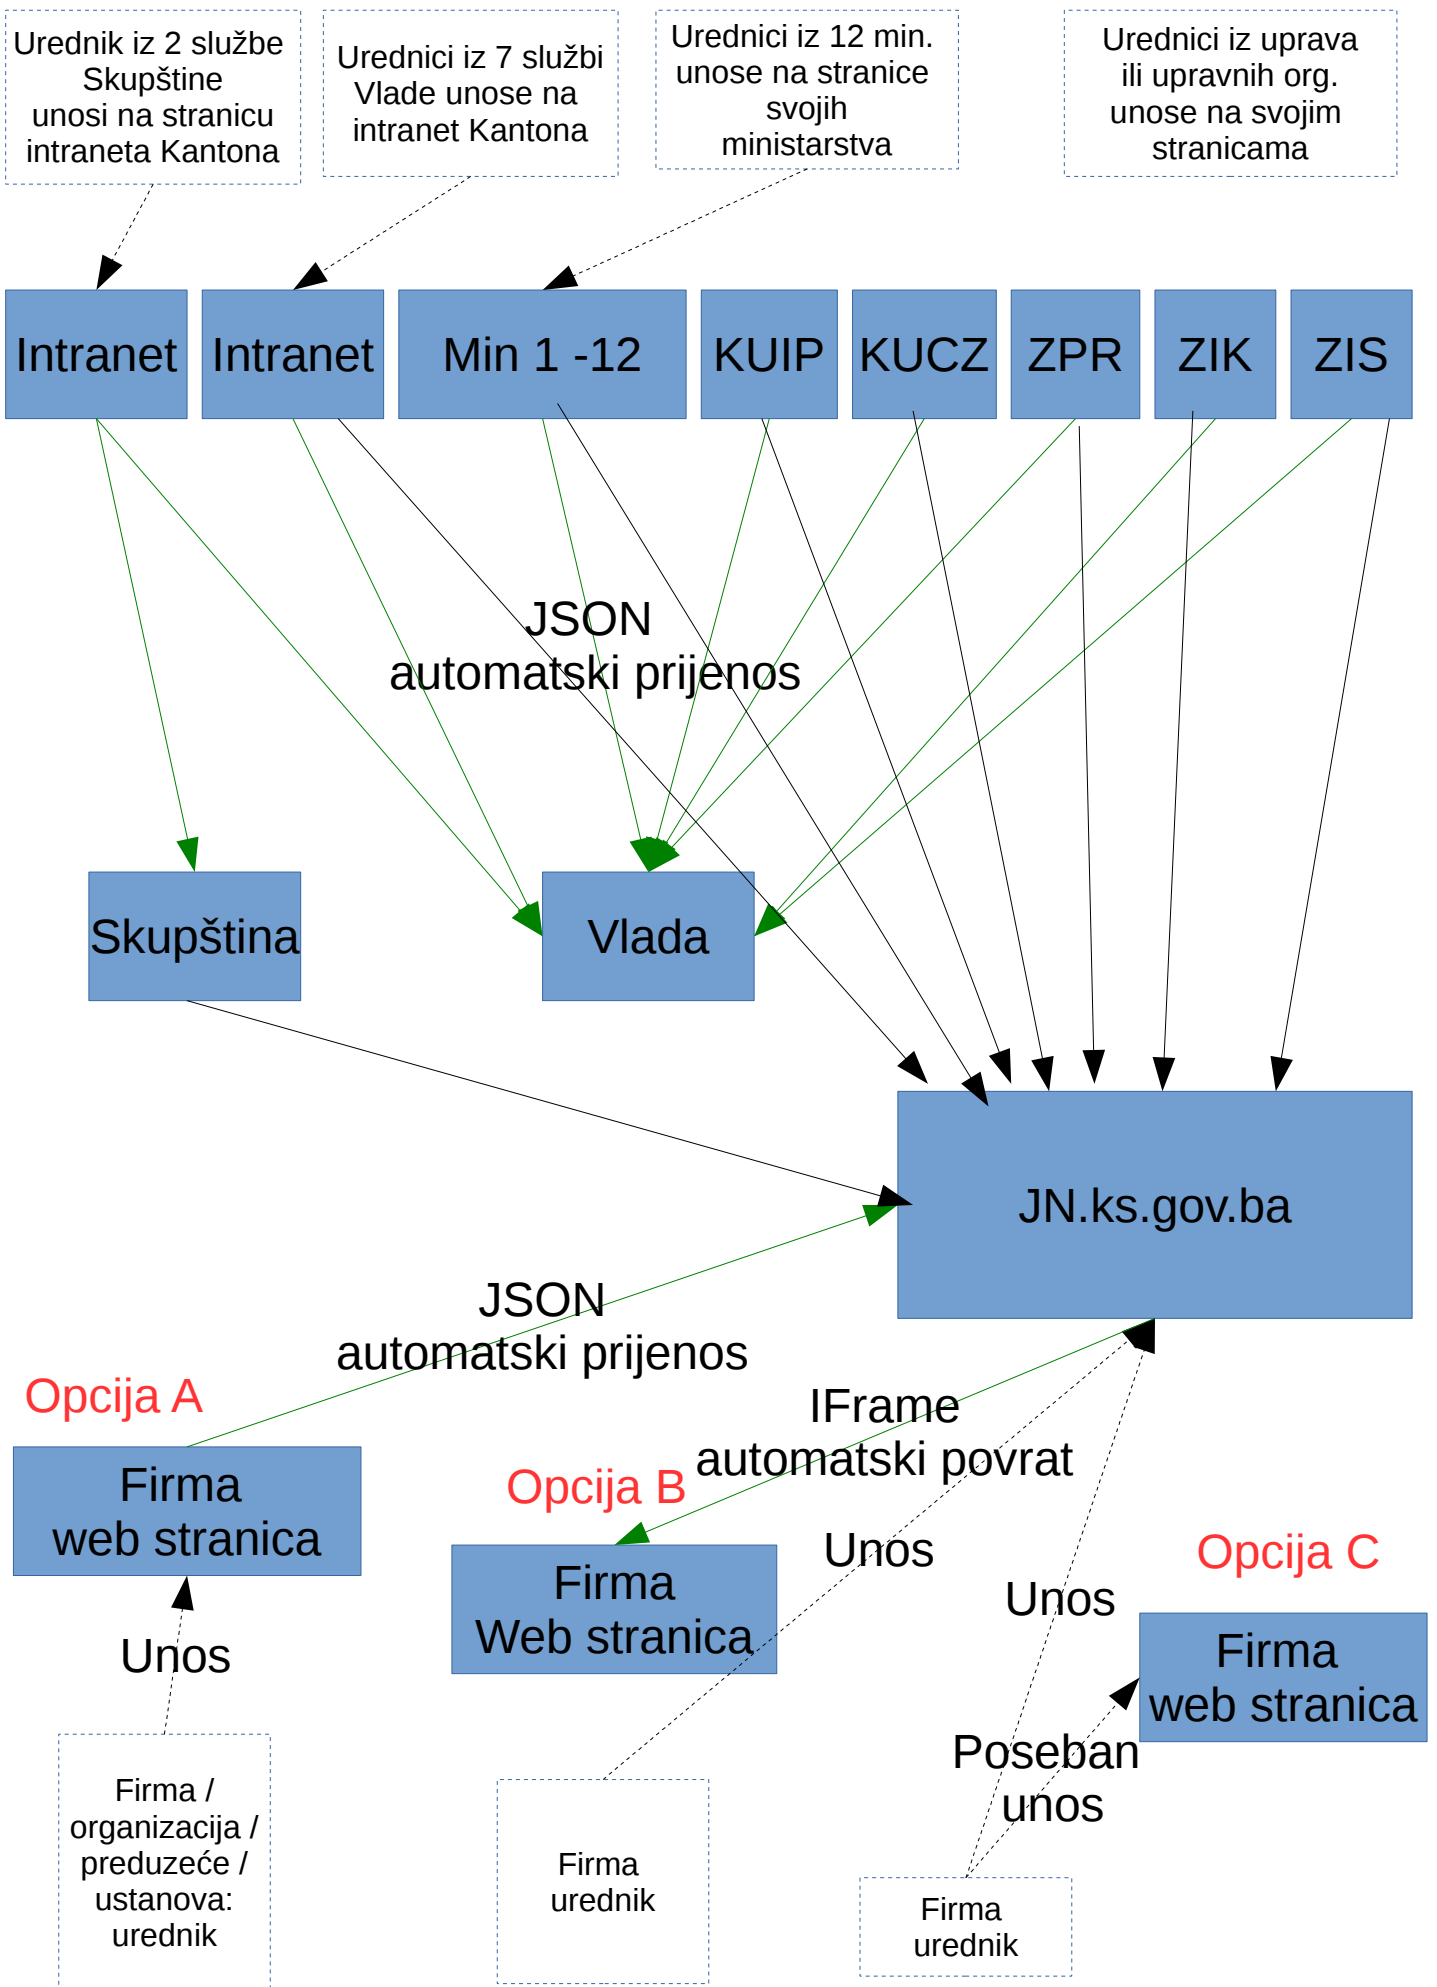 Urednik iz 2 službe
Skupštine
unosi na stranicu
intraneta Kantona
Urednici iz 7 službi
Vlade unose na
intranet Kantona
Urednici iz 12 min.
unose na stranice
svojih
ministarstva
Urednici iz uprava
ili upravnih org.
unose na svojim
stranicama
Intranet
Intranet
Min 1 -12
KUIP
KUCZ
ZPR
ZIK
ZIS
JSON
automatski prijenos
Skupština
Vlada
JN.ks.gov.ba
JSON
automatski prijenos
Opcija A
Firma
web stranica
Unos
Firma /
organizacija /
preduzeće /
ustanova:
urednik
IFrame
automatski povrat
Opcija B
Firma
Web stranica
Unos
Firma
urednik
Opcija C
Unos
Firma
web stranica
Poseban
unos
Firma
urednik